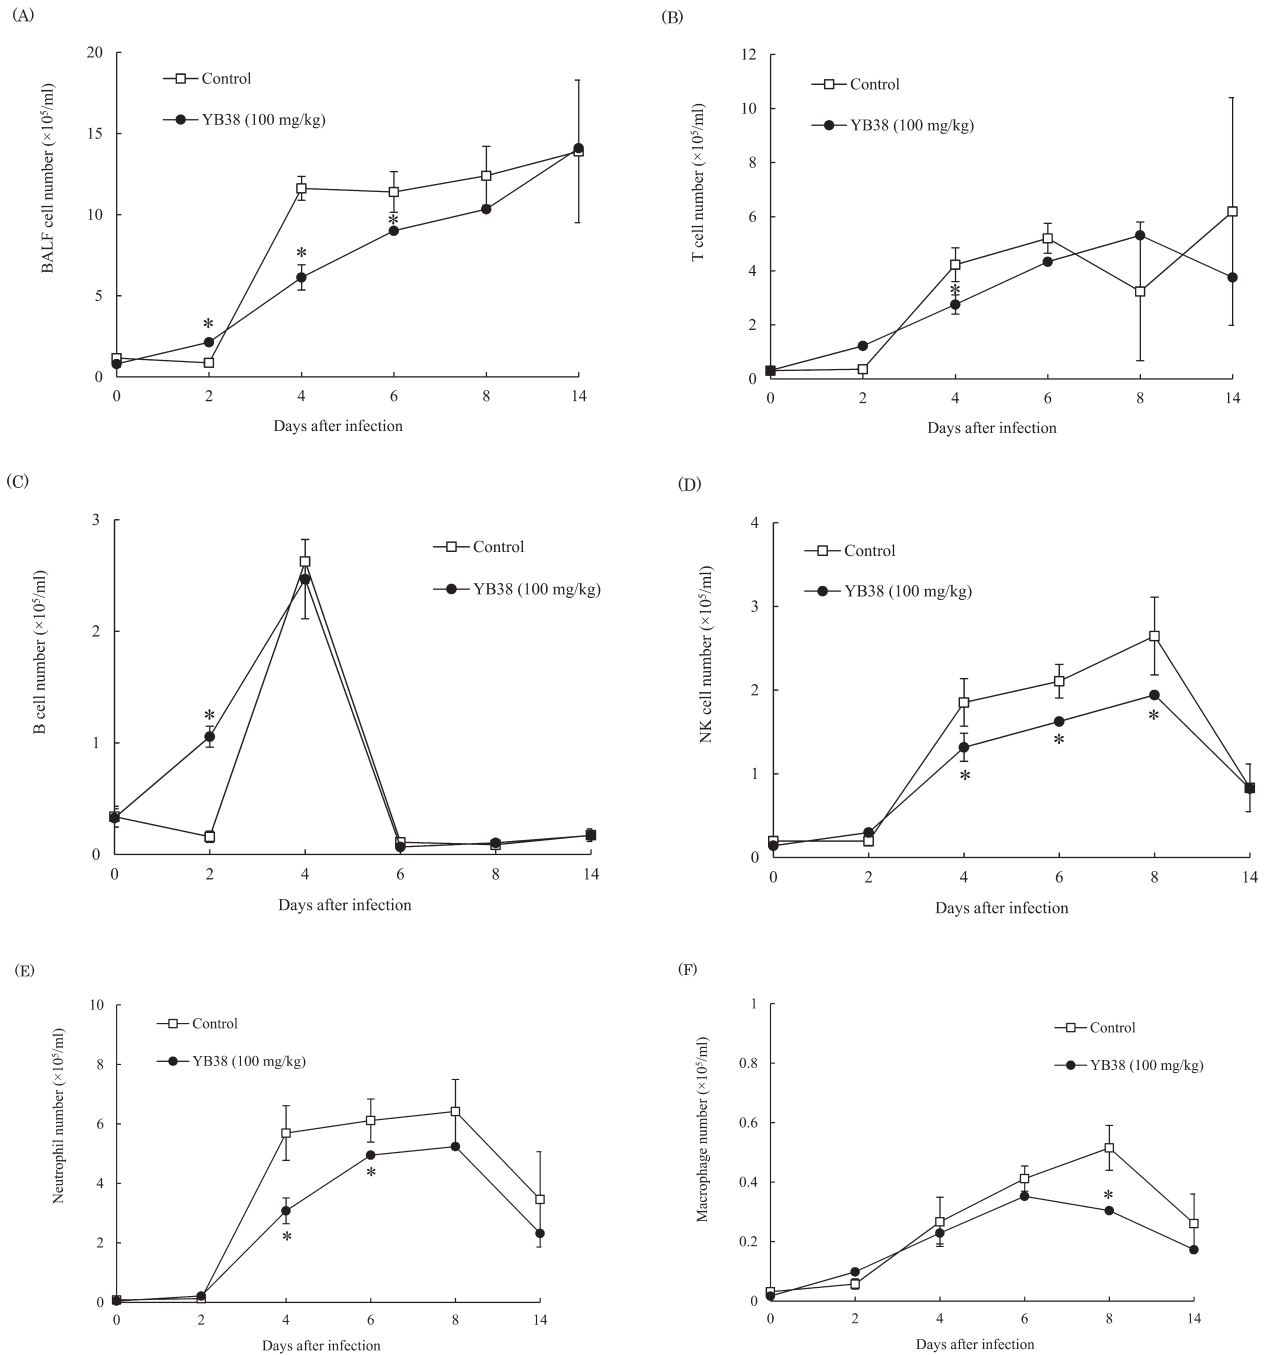 (A)
BALF cell number (×10⁵/ml)
20
15
10
5
0
Control
YB38 (100 mg/kg)
*
*
*
0 2 4 6 8 14
Days after infection
(B)
T cell number (×10⁵/ml)
12
10
8
6
4
2
0
Control
YB38 (100 mg/kg)
*
0 2 4 6 8 14
Days after infection
(C)
B cell number (×10⁵/ml)
3
2
1
0
Control
YB38 (100 mg/kg)
*
0 2 4 6 8 14
Days after infection
(D)
NK cell number (×10⁵/ml)
4
3
2
1
0
Control
YB38 (100 mg/kg)
*
*
*
0 2 4 6 8 14
Days after infection
(E)
Neutrophil number (×10⁵/ml)
10
8
6
4
2
0
Control
YB38 (100 mg/kg)
*
*
0 2 4 6 8 14
Days after infection
(F)
Macrophage number (×10⁵/ml)
1
0.8
0.6
0.4
0.2
0
Control
YB38 (100 mg/kg)
*
0 2 4 6 8 14
Days after infection